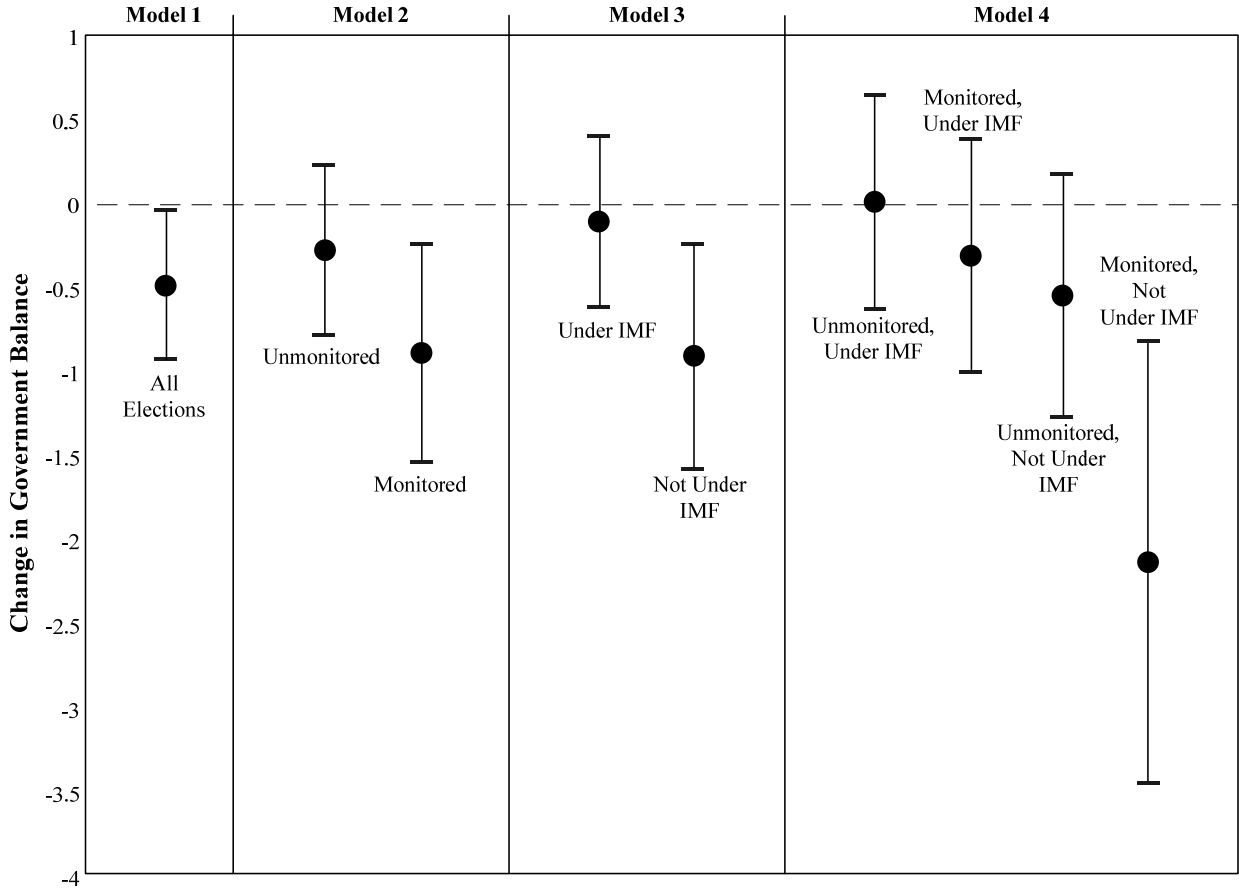 Model 1
Model 2
Model 3
Model 4
Change in Government Balance
1
0.5
0
-0.5
-1
-1.5
-2
-2.5
-3
-3.5
-4
All
Elections
Unmonitored
Monitored
Under IMF
Not Under
IMF
Unmonitored,
Under IMF
Monitored,
Under IMF
Unmonitored,
Not Under
IMF
Monitored,
Not
Under IMF